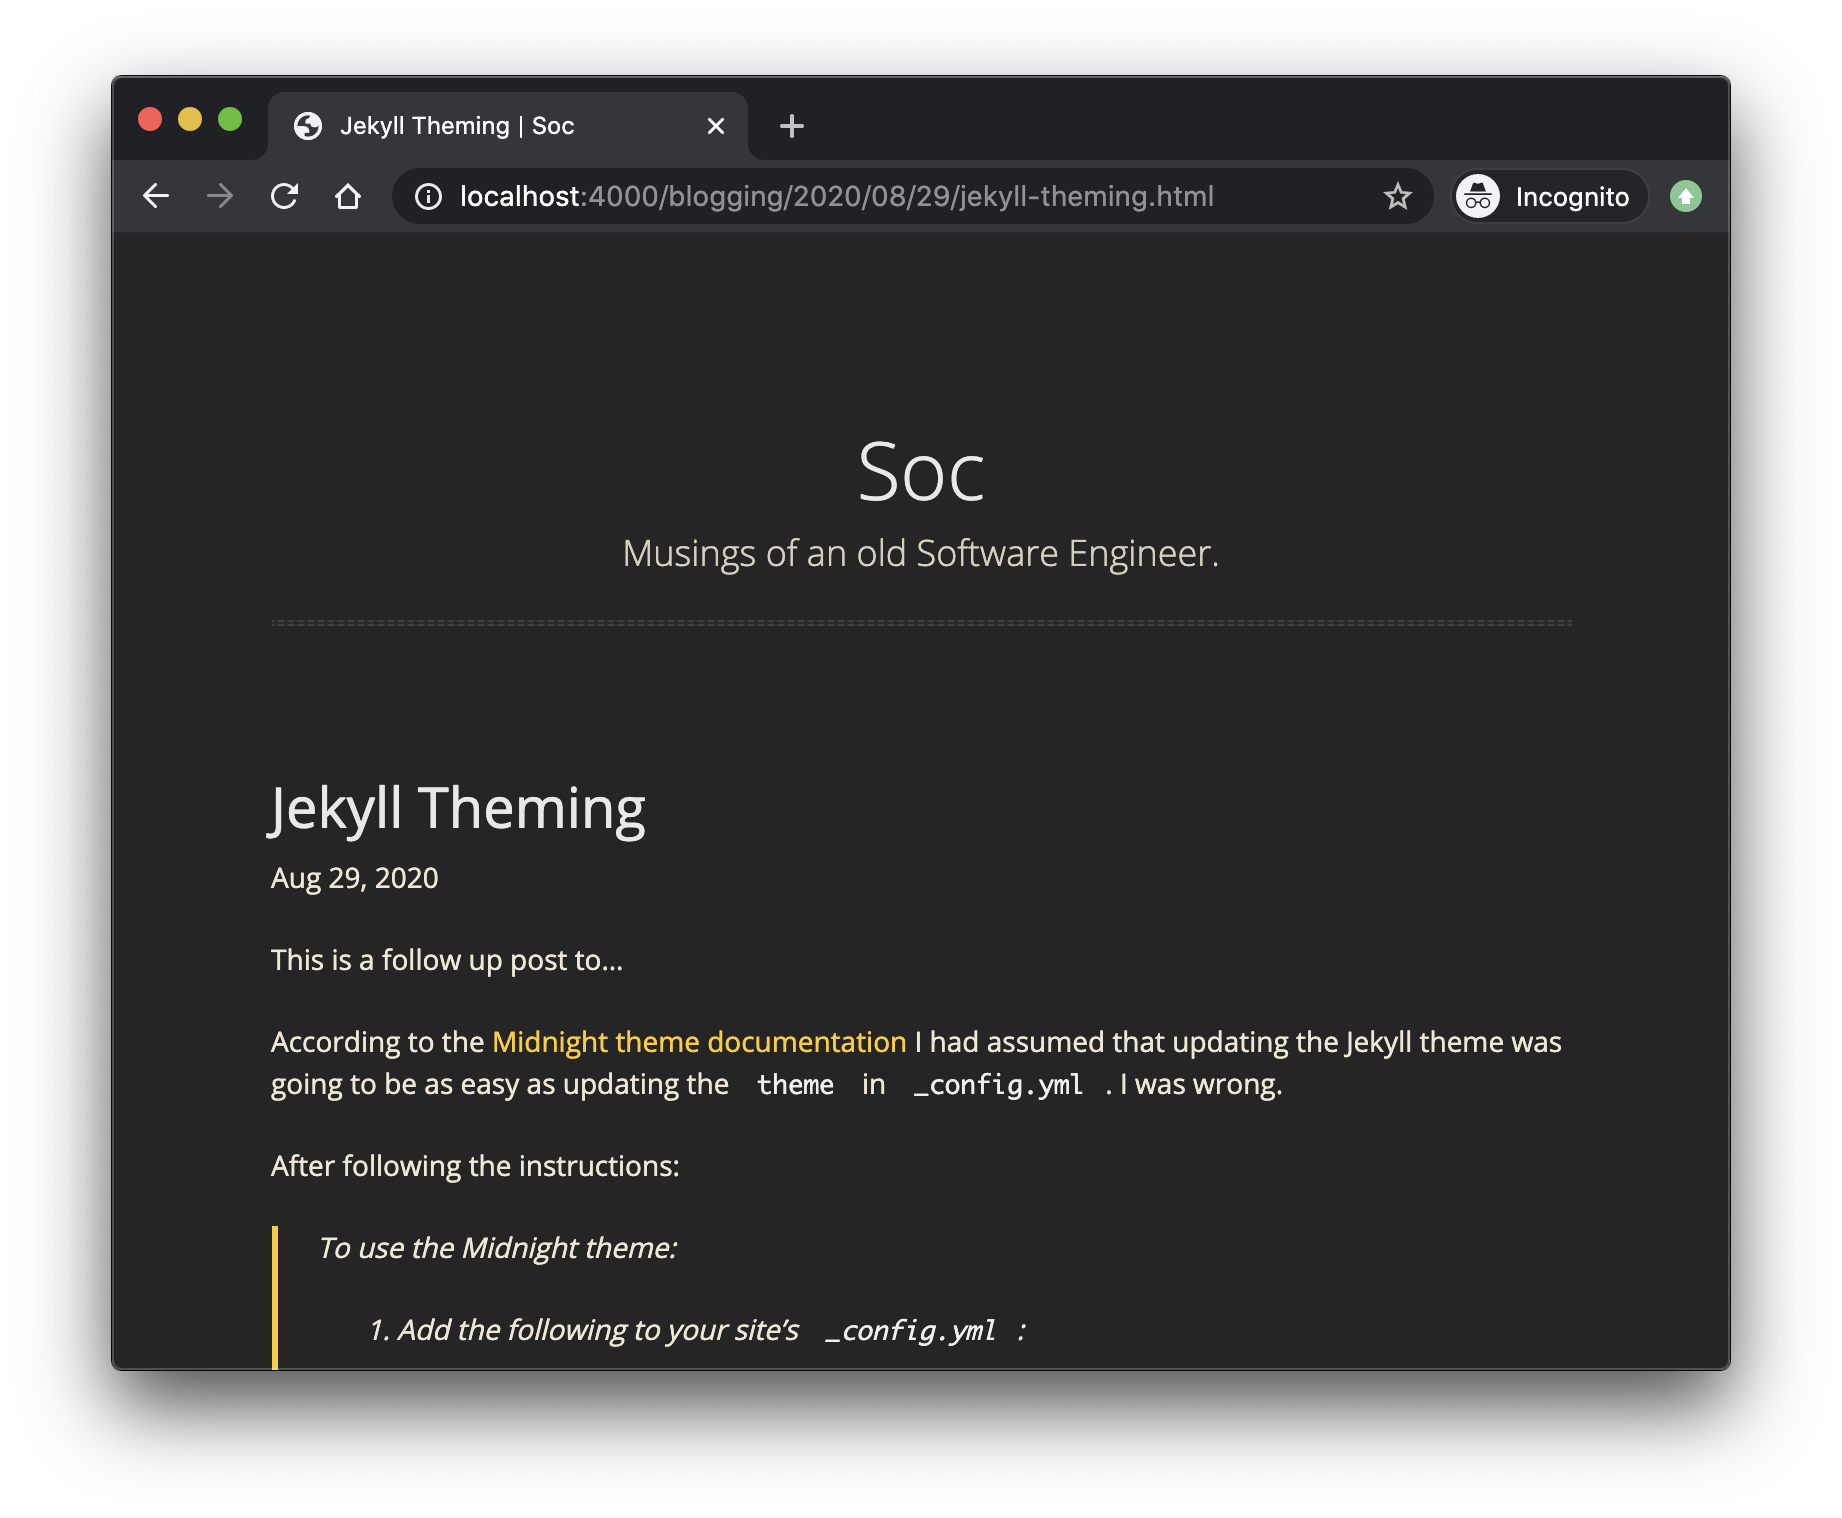 Jekyll Theming | Soc
localhost:4000/blogging/2020/08/29/jekyll-theming.html
Incognito
Soc
Musings of an old Software Engineer.
Jekyll Theming
Aug 29, 2020
This is a follow up post to…
According to the Midnight theme documentation I had assumed that updating the Jekyll theme was
going to be as easy as updating the theme in _config.yml . I was wrong.
After following the instructions:
To use the Midnight theme:
1. Add the following to your site’s _config.yml :